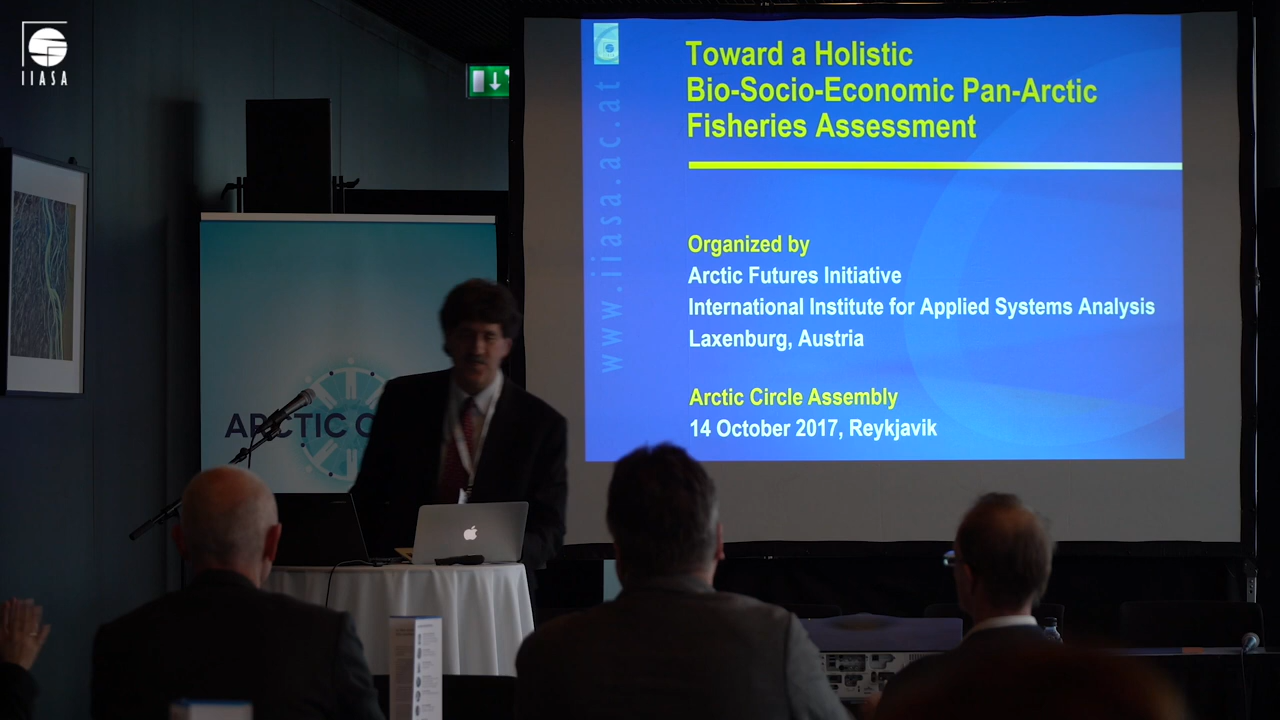 IIASA
www.iiasa.ac.at
Toward a Holistic
Bio-Socio-Economic Pan-Arctic
Fisheries Assessment
Organized by
Arctic Futures Initiative
International Institute for Applied Systems Analysis
Laxenburg, Austria
Arctic Circle Assembly
14 October 2017, Reykjavik
ARCTIC C